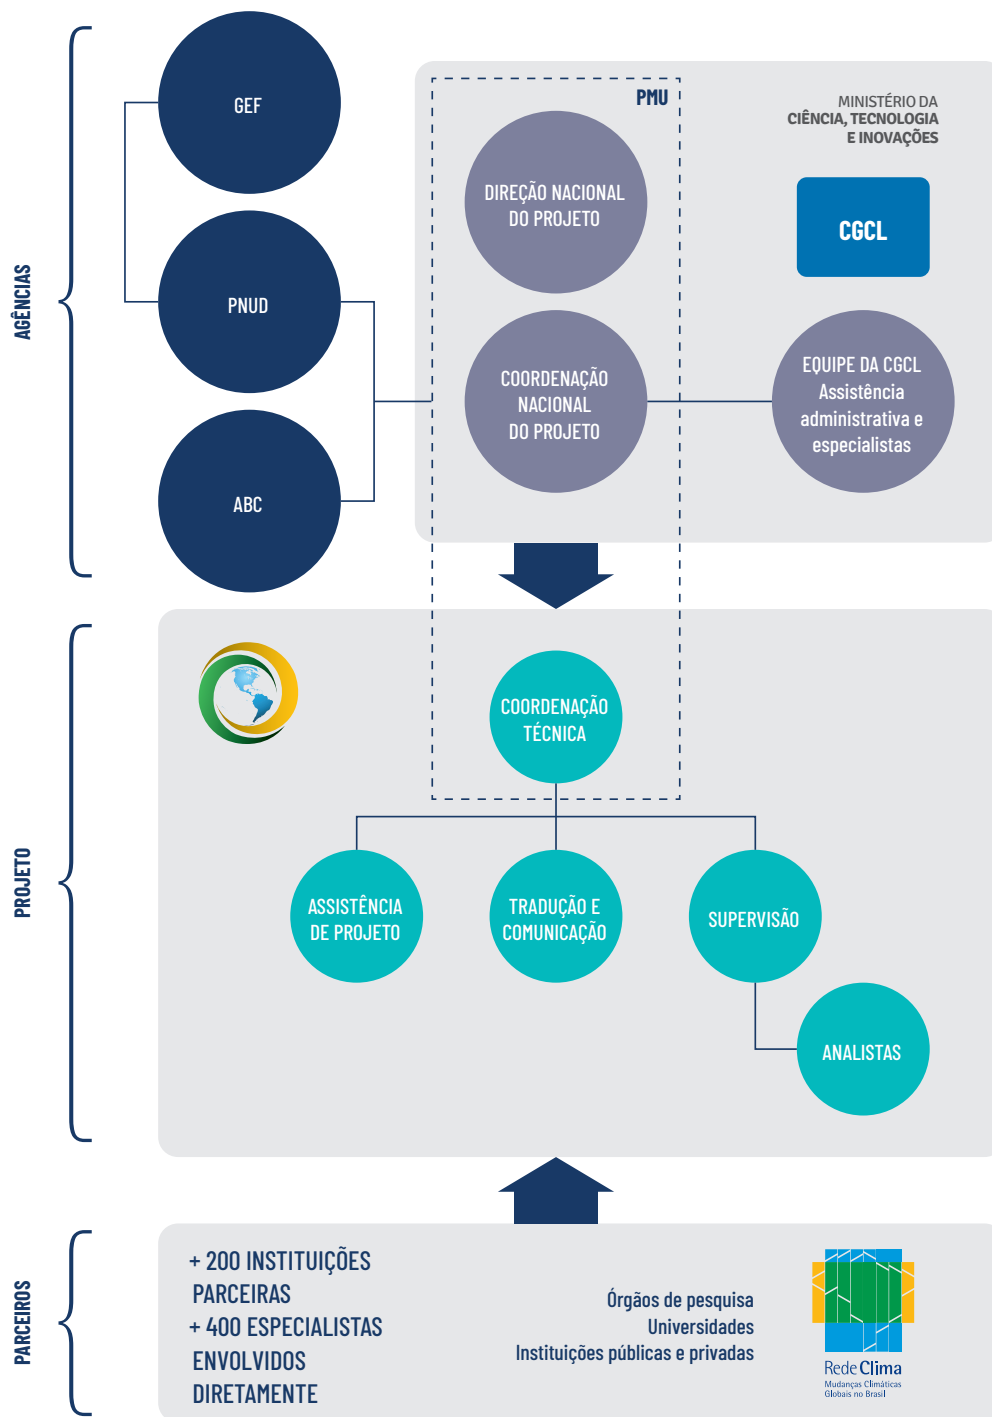 AGÊNCIAS
GEF
PNUD
ABC
PMU
DIREÇÃO NACIONAL
DO PROJETO
COORDENAÇÃO
NACIONAL
DO PROJETO
MINISTÉRIO DA
CIÊNCIA, TECNOLOGIA
E INOVAÇÕES
CGCL
EQUIPE DA CGCL
Assistência
administrativa e
especialistas
PROJETO
COORDENAÇÃO
TÉCNICA
ASSISTÊNCIA
DE PROJETO
TRADUÇÃO E
COMUNICAÇÃO
SUPERVISÃO
ANALISTAS
PARCEIROS
+ 200 INSTITUIÇÕES
PARCEIRAS
+ 400 ESPECIALISTAS
ENVOLVIDOS
DIRETAMENTE
Órgãos de pesquisa
Universidades
Instituições públicas e privadas
Rede Clima
Mudanças Climáticas
Globais no Brasil